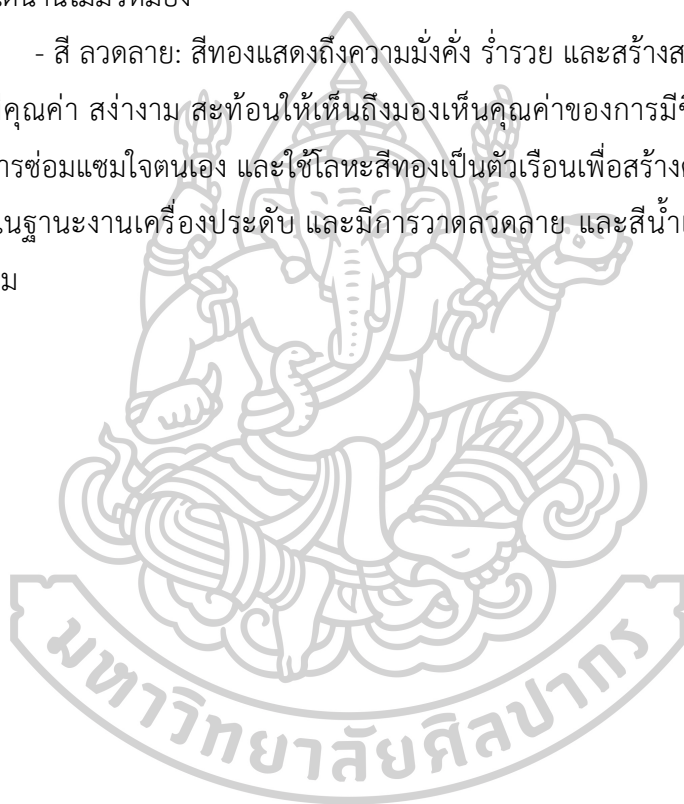 - สี ลวดลาย: สีทองแสดงถึงความมั่งคั่ง ร่ำรวย และสร้าง
คุณค่า สง่างาม สะท้อนให้เห็นถึงมองเห็นคุณค่าของการมี
ารซ่อมแซมใจตนเอง และใช้โลหะสีทองเป็นตัวเรือนเพื่อสร้าง
นฐานะงานเครื่องประดับ และมีการวาดลวดลาย และสีน้ำ
ม
มหาวิทยาลัยศิลปากร